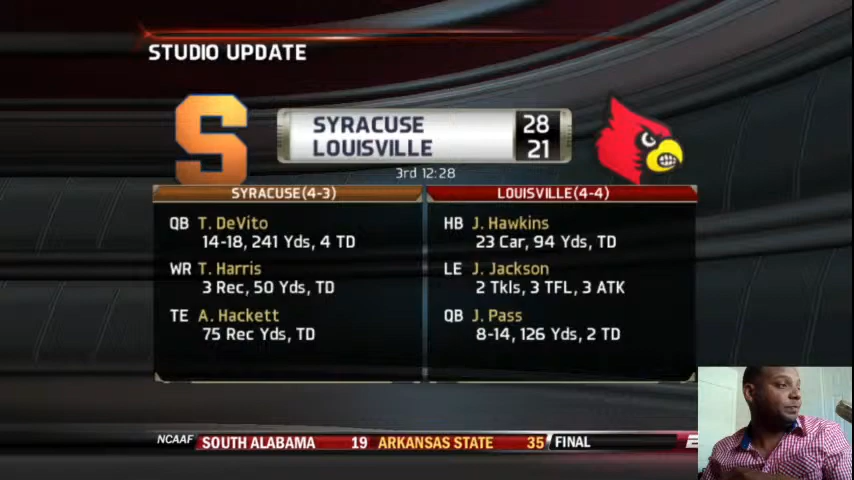 STUDIO UPDATE
S
SYRACUSE 28
LOUISVILLE 21
3rd 12:28
SYRACUSE(4-3)
QB T. DeVito
14-18, 241 Yds, 4 TD
WR T. Harris
3 Rec, 50 Yds, TD
TE A. Hackett
75 Rec Yds, TD
LOUISVILLE(4-4)
HB J. Hawkins
23 Car, 94 Yds, TD
LE J. Jackson
2 Tkls, 3 TFL, 3 ATK
QB J. Pass
8-14, 126 Yds, 2 TD
NCAAF SOUTH ALABAMA 19 ARKANSAS STATE 35 FINAL